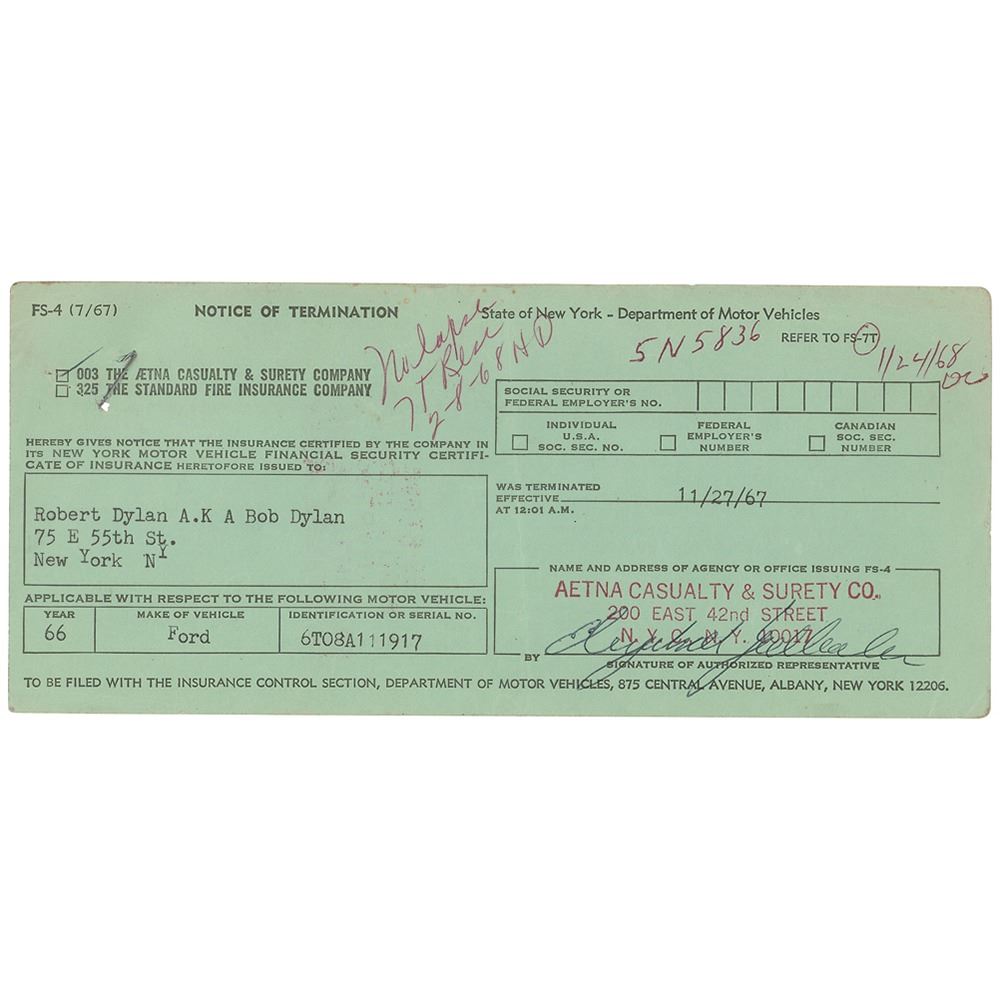 FS-4 (7/67) NOTICE OF TERMINATION State of New York - Department of Motor Vehicles
5N5836 REFER TO FS-7T
1/24/68
No lapse
7T
2-8-68 HD
003 THE ÆTNA CASUALTY & SURETY COMPANY
325 THE STANDARD FIRE INSURANCE COMPANY
SOCIAL SECURITY OR
FEDERAL EMPLOYER'S NO.
INDIVIDUAL FEDERAL CANADIAN
U.S.A. EMPLOYER'S SOC. SEC.
SOC. SEC. NO. NUMBER NUMBER
HEREBY GIVES NOTICE THAT THE INSURANCE CERTIFIED BY THE COMPANY IN
ITS NEW YORK MOTOR VEHICLE FINANCIAL SECURITY CERTIFI-
CATE OF INSURANCE HERETOFORE ISSUED TO:
Robert Dylan A.K A Bob Dylan
75 E 55th St.
New York NY
WAS TERMINATED
EFFECTIVE 11/27/67
AT 12:01 A.M.
APPLICABLE WITH RESPECT TO THE FOLLOWING MOTOR VEHICLE:
YEAR MAKE OF VEHICLE IDENTIFICATION OR SERIAL NO.
66 Ford 6T08A111917
NAME AND ADDRESS OF AGENCY OR OFFICE ISSUING FS-4
AETNA CASUALTY & SURETY CO.
200 EAST 42nd STREET
N. Y. C., N. Y. 10017
BY
SIGNATURE OF AUTHORIZED REPRESENTATIVE
TO BE FILED WITH THE INSURANCE CONTROL SECTION, DEPARTMENT OF MOTOR VEHICLES, 875 CENTRAL AVENUE, ALBANY, NEW YORK 12206.